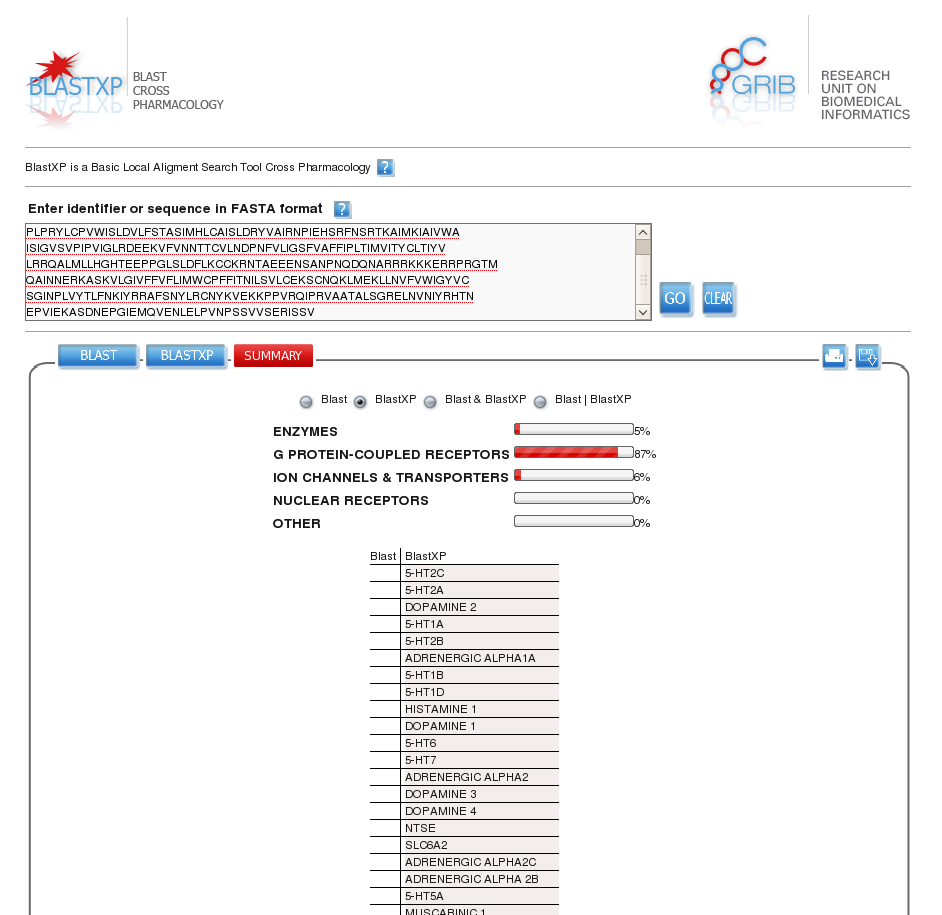 BLASTXP
BLAST
CROSS
PHARMACOLOGY
GRIB
RESEARCH
UNIT ON
BIOMEDICAL
INFORMATICS
BlastXP is a Basic Local Aligment Search Tool Cross Pharmacology ?
Enter identifier or sequence in FASTA format ?
PLPRYLCPVWISLDVLFSTASIMHLCAISLDRYVAIRNPIEHSRFNSRTKAIMKIAIVWA
ISIGVSVPIPVIGLRDEEKVFVNNTTCVLNDPNFVLIGSFVAFFIPLTIMVITYCLTIYV
LRRQALMLLHGHTEEPPGLSLDFLKCCKRNTAEEENSANPNQDQNARRRKKKERRPRGTM
QAINNERKASKVLGIVFFVFLIMWCPFFITNILSVLCEKSCNQKLMEKLLNVFVWIGYVC
SGINPLVYTLFNKIYRRAFSNYLRCNYKVEKKPPVRQIPRVAATALSGRELNVNIYRHTN
EPVIEKASDNEPGIEMQVENLELPVNPSSVVSERISSV
GO CLEAR
BLAST BLASTXP SUMMARY
Blast BlastXP Blast & BlastXP Blast | BlastXP
ENZYMES 5%
G PROTEIN-COUPLED RECEPTORS 87%
ION CHANNELS & TRANSPORTERS 6%
NUCLEAR RECEPTORS 0%
OTHER 0%
Blast BlastXP
5-HT2C
5-HT2A
DOPAMINE 2
5-HT1A
5-HT2B
ADRENERGIC ALPHA1A
5-HT1B
5-HT1D
HISTAMINE 1
DOPAMINE 1
5-HT6
5-HT7
ADRENERGIC ALPHA2
DOPAMINE 3
DOPAMINE 4
NTSE
SLC6A2
ADRENERGIC ALPHA2C
ADRENERGIC ALPHA 2B
5-HT5A
MUSCARINIC 1